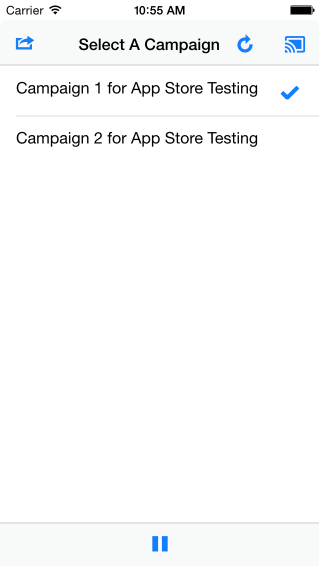 Carrier 10:55 AM
Select A Campaign
Campaign 1 for App Store Testing
Campaign 2 for App Store Testing